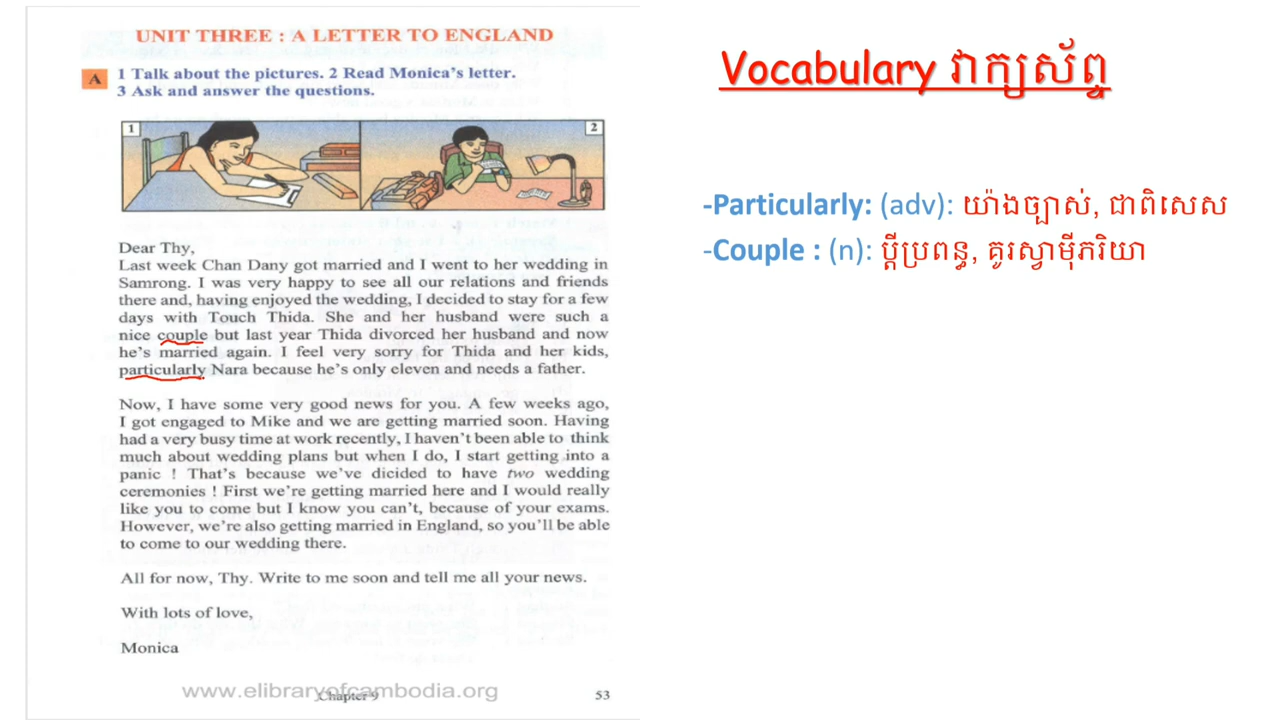 UNIT THREE : A LETTER TO ENGLAND
A
1 Talk about the pictures. 2 Read Monica's letter.
3 Ask and answer the questions.
1
2
Dear Thy,
Last week Chan Dany got married and I went to her wedding in
Samrong. I was very happy to see all our relations and friends
there and, having enjoyed the wedding, I decided to stay for a few
days with Touch Thida. She and her husband were such a
nice couple but last year Thida divorced her husband and now
he's married again. I feel very sorry for Thida and her kids,
particularly Nara because he's only eleven and needs a father.
Now, I have some very good news for you. A few weeks ago,
I got engaged to Mike and we are getting married soon. Having
had a very busy time at work recently, I haven't been able to think
much about wedding plans but when I do, I start getting into a
panic ! That's because we've dicided to have two wedding
ceremonies ! First we're getting married here and I would really
like you to come but I know you can't, because of your exams.
However, we're also getting married in England, so you'll be able
to come to our wedding there.
All for now, Thy. Write to me soon and tell me all your news.
With lots of love,
Monica
www.elibraryofcambodia.org
Chapter 9
53
Vocabulary វាក្យស័ព្ទ
-Particularly: (adv): យ៉ាងច្បាស់, ជាពិសេស
-Couple : (n): ប្តីប្រពន្ធ, គូរស្វាម៉ីភរិយា